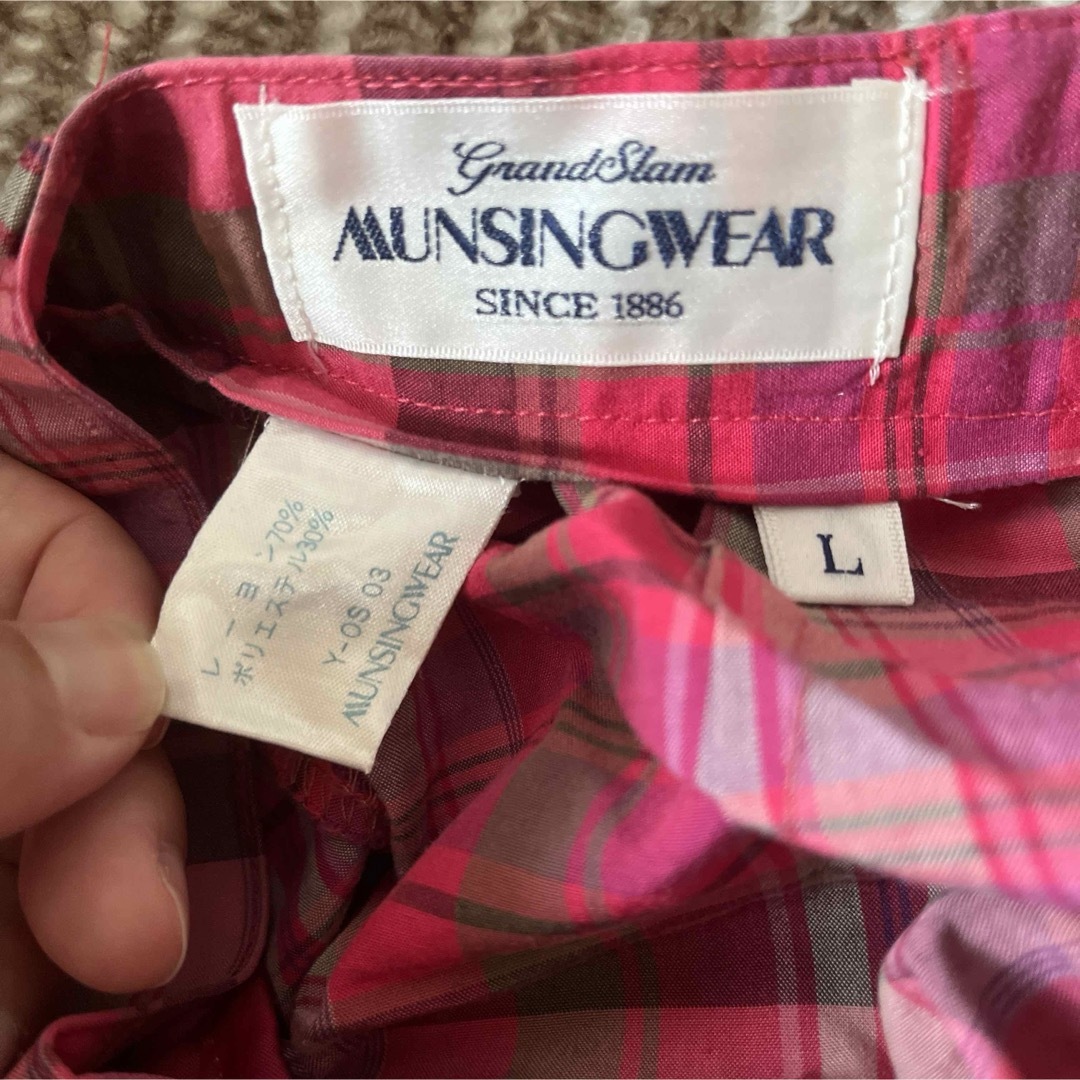 GrandSlam
MUNSINGWEAR
SINCE 1886
レーヨン70%
ポリエステル30%
Y-OS 03
MUNSINGWEAR
L